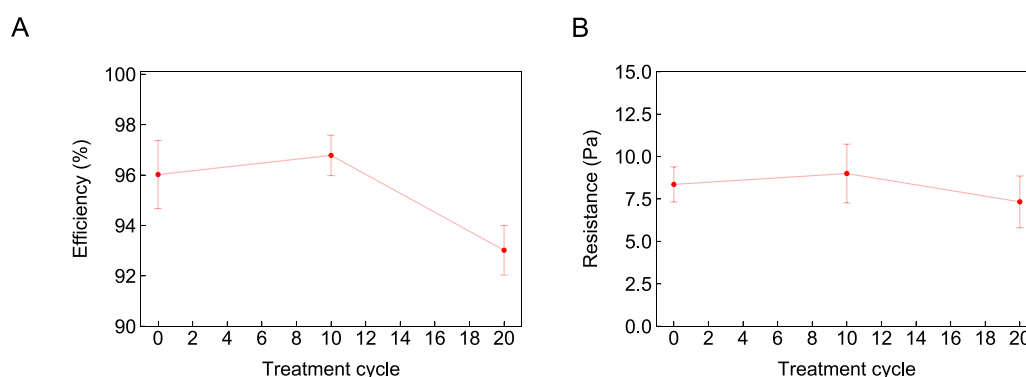 A
Efficiency (%)
100
98
96
94
92
90
0 2 4 6 8 10 12 14 16 18 20
Treatment cycle
B
Resistance (Pa)
15.0
12.5
10.0
7.5
5.0
2.5
0.0
0 2 4 6 8 10 12 14 16 18 20
Treatment cycle